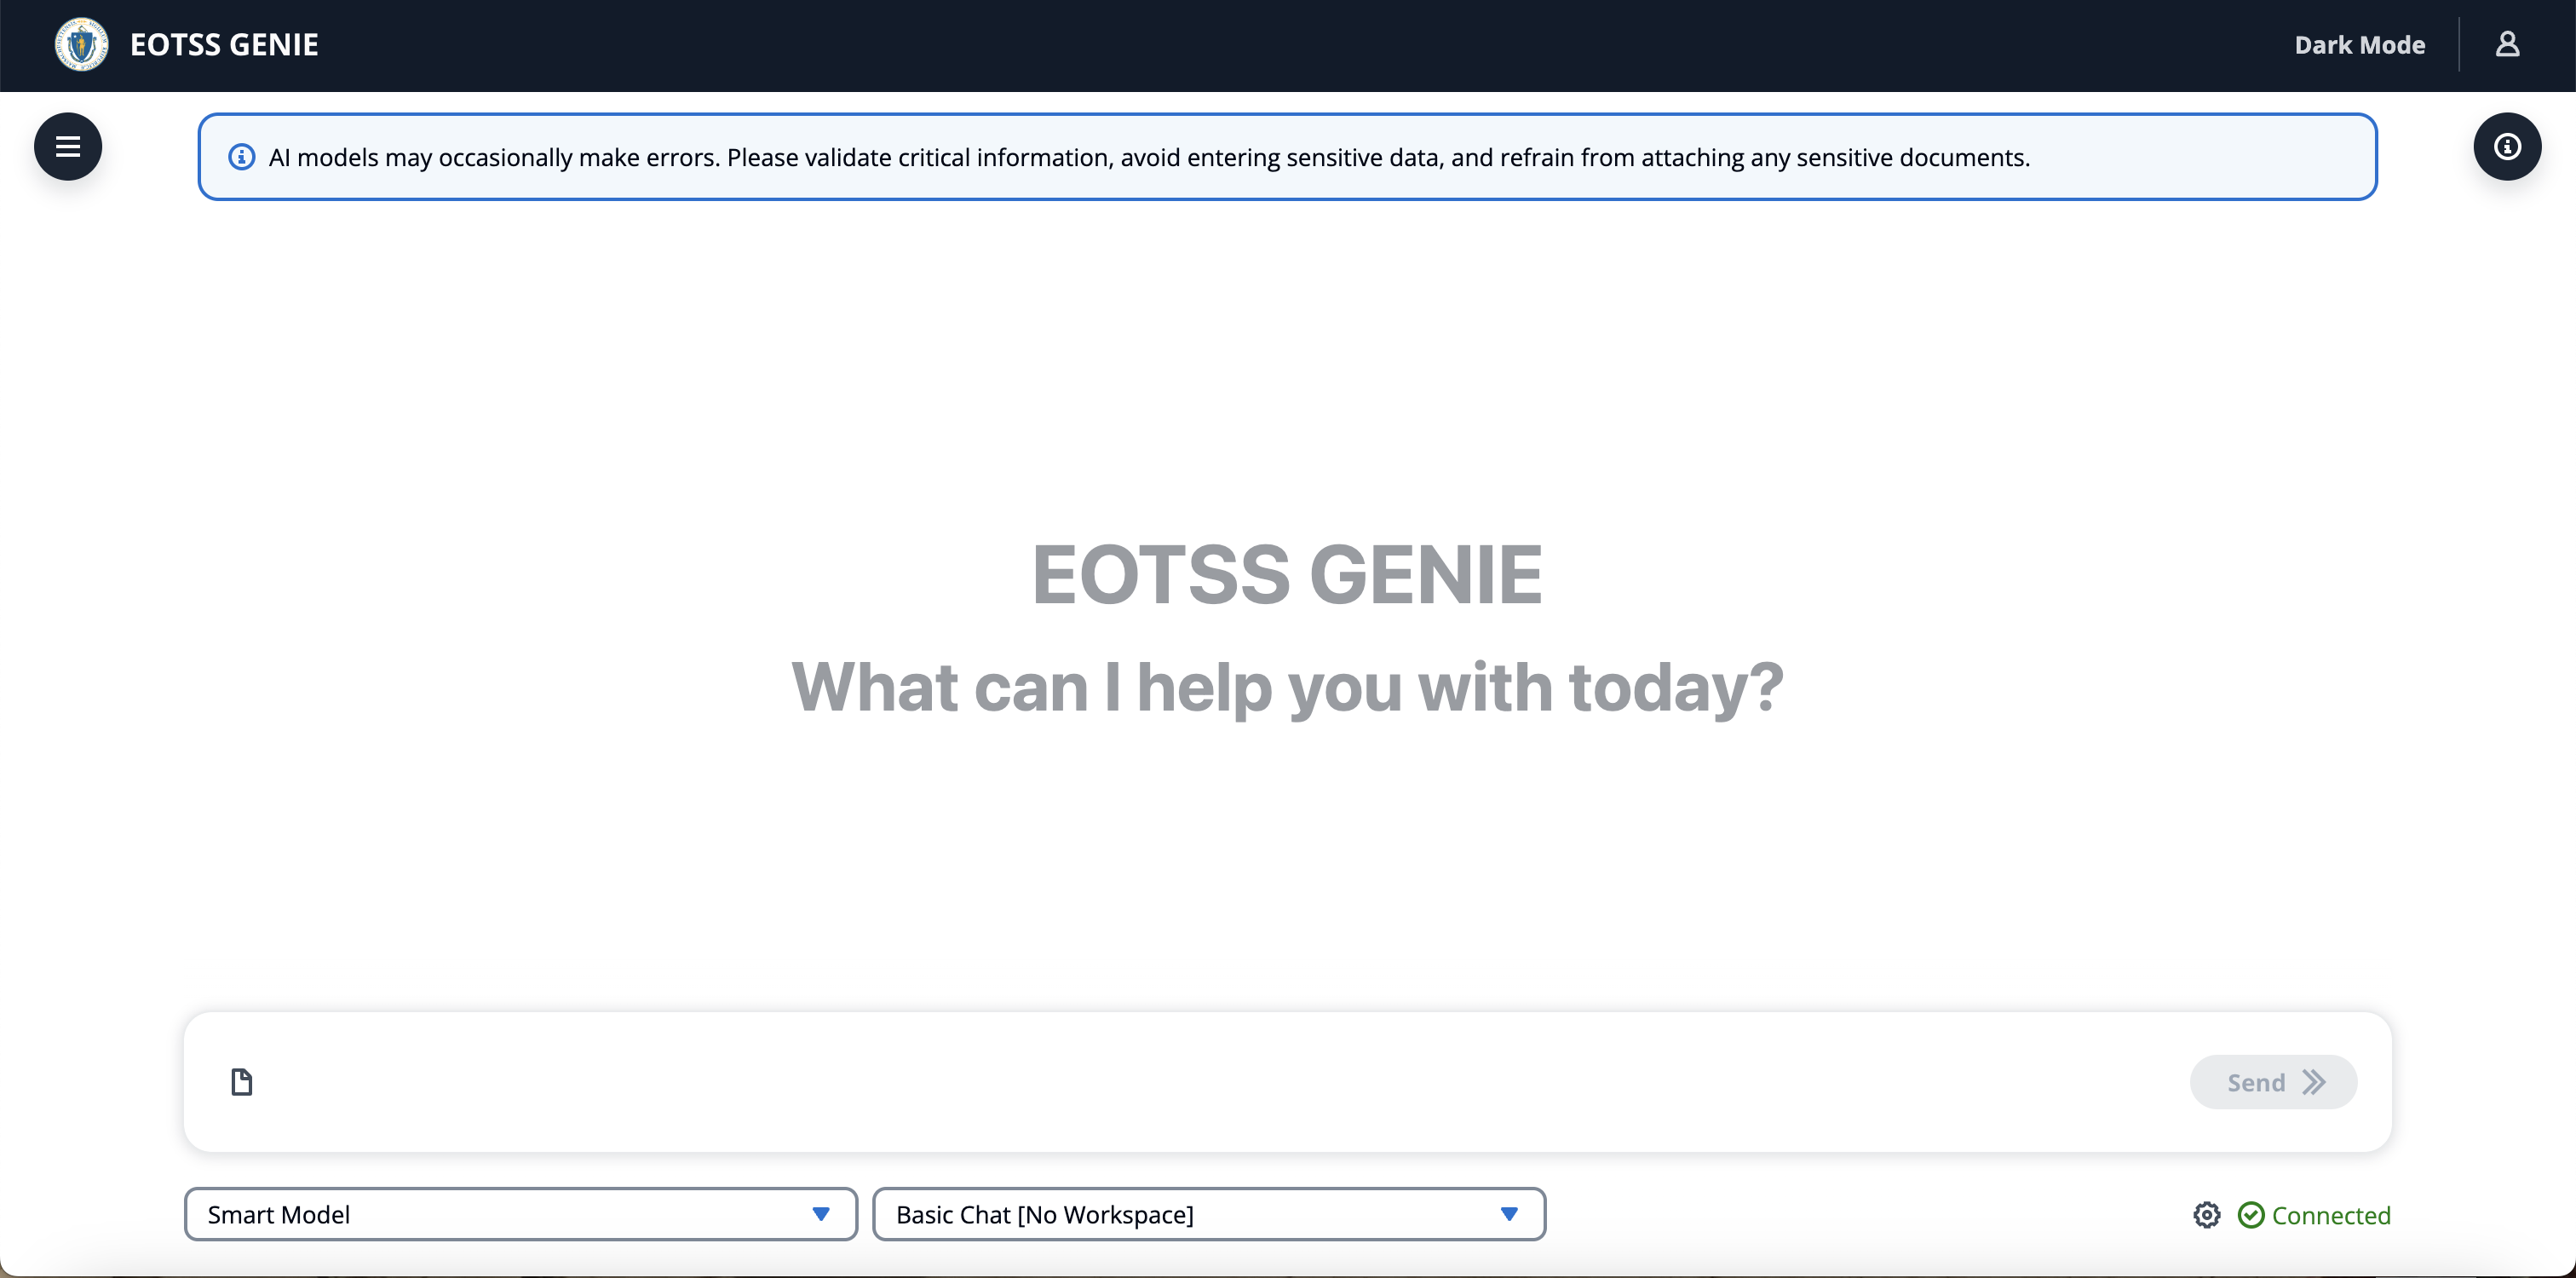 EOTSS GENIE
Dark Mode
AI models may occasionally make errors. Please validate critical information, avoid entering sensitive data, and refrain from attaching any sensitive documents.
EOTSS GENIE
What can I help you with today?
Send
Smart Model
Basic Chat [No Workspace]
Connected